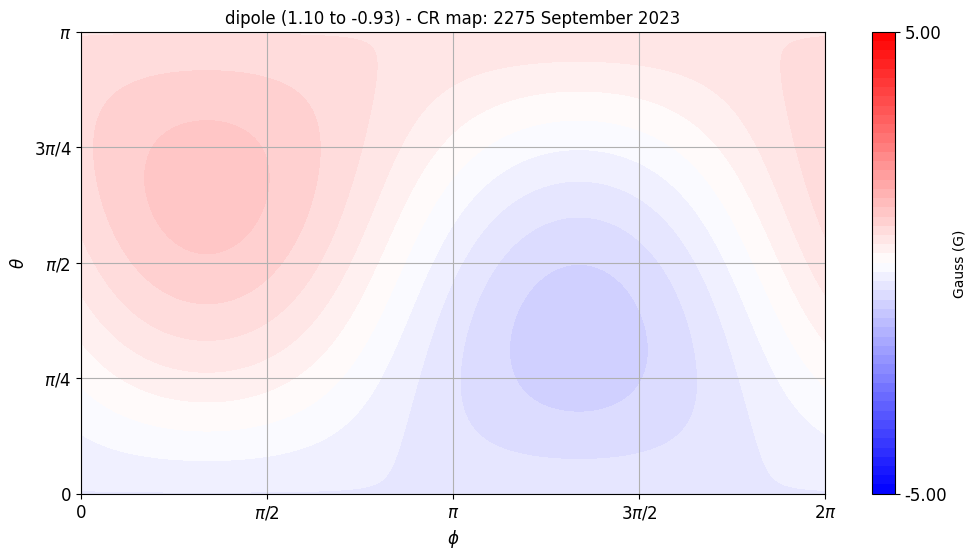 dipole (1.10 to -0.93) - CR map: 2275 September 2023
π
3π/4
π/2
π/4
0
θ
0
π/2
π
3π/2
2π
ϕ
5.00
-5.00
Gauss (G)